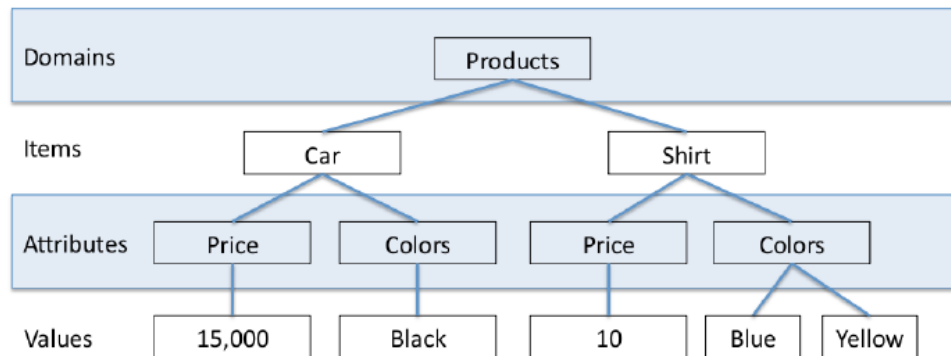 Domains
Products
Items
Car
Shirt
Attributes
Price
Colors
Price
Colors
Values
15,000
Black
10
Blue
Yellow